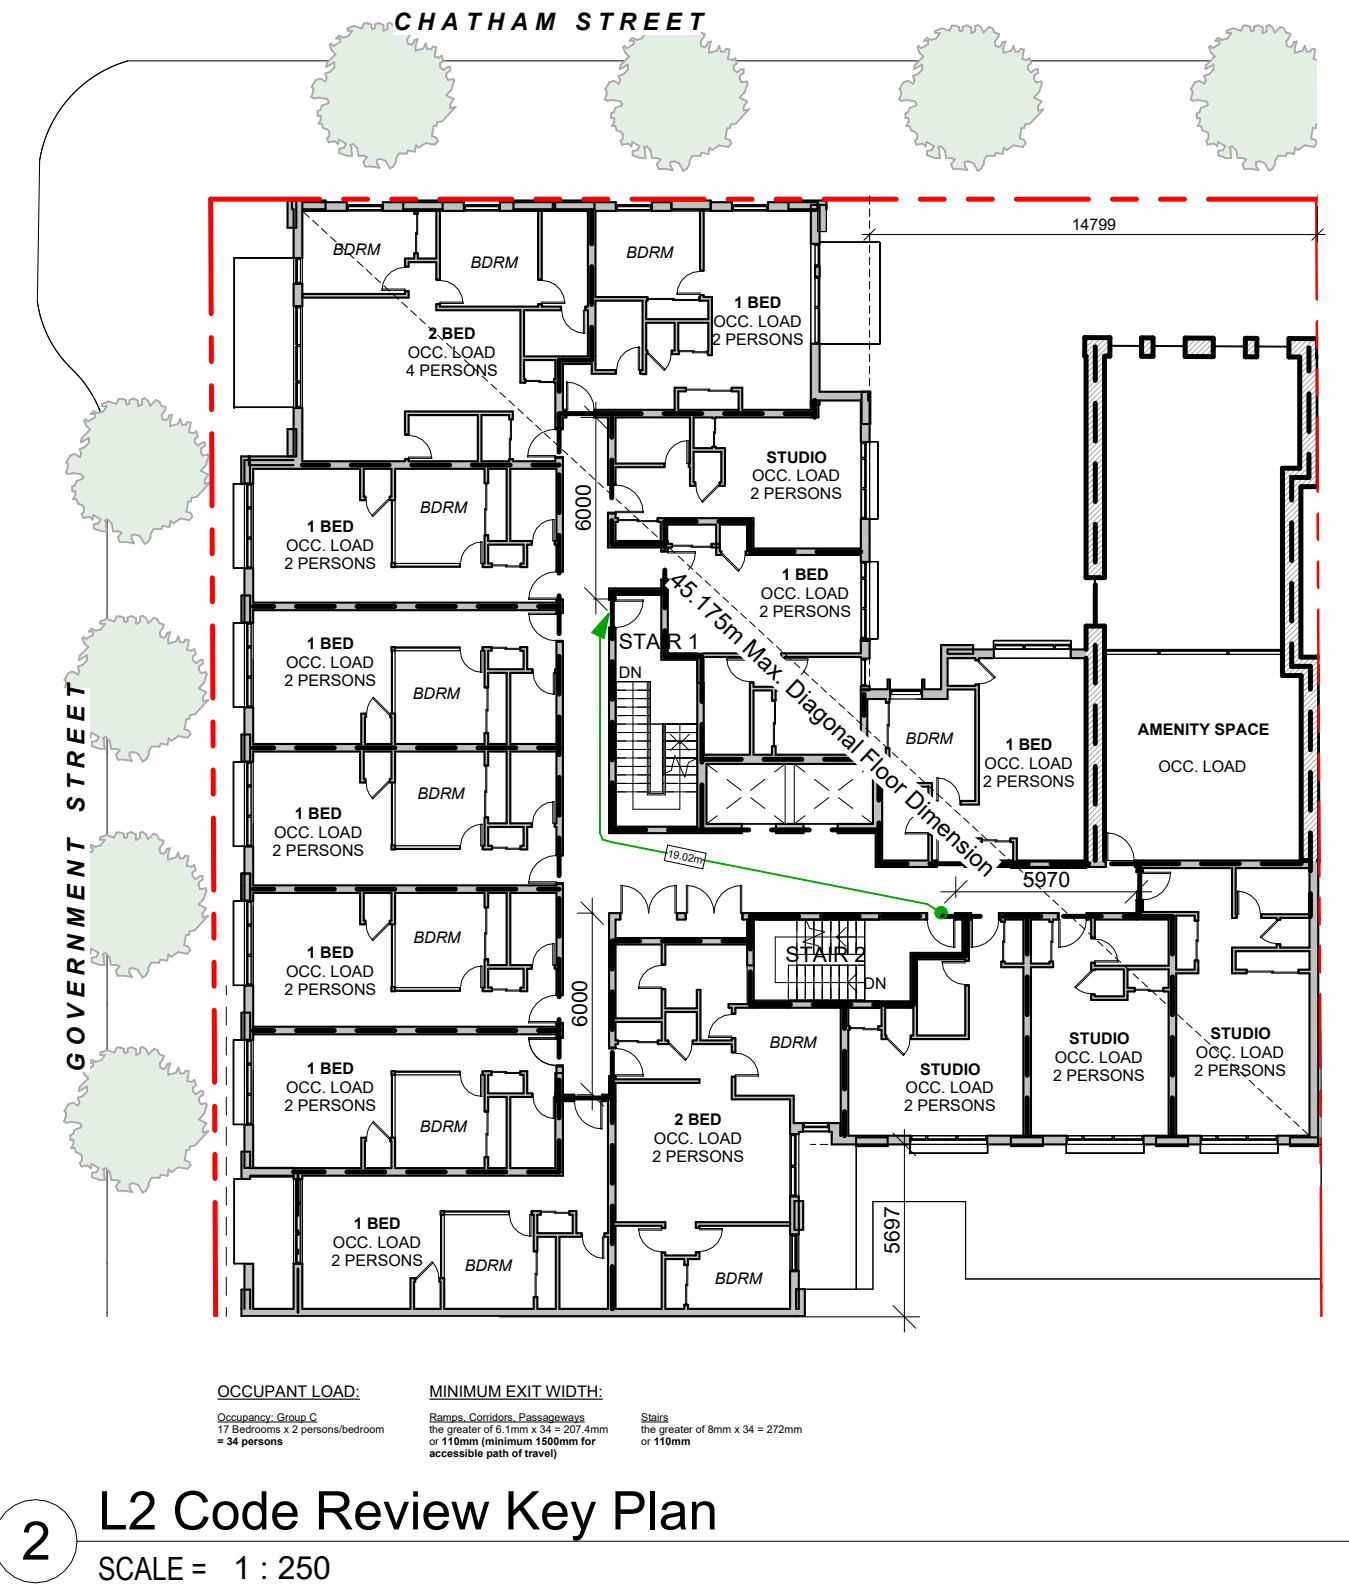 CHATHAM STREET
14799
BDRM
BDRM
BDRM
1 BED
OCC. LOAD
2 PERSONS
2 BED
OCC. LOAD
4 PERSONS
STUDIO
OCC. LOAD
2 PERSONS
6000
BDRM
1 BED
OCC. LOAD
2 PERSONS
1 BED
OCC. LOAD
2 PERSONS
45.175m Max. Diagonal Floor Dimension
STAIR 1
DN
1 BED
OCC. LOAD
2 PERSONS
BDRM
GOVERNMENT STREET
BDRM
1 BED
OCC. LOAD
2 PERSONS
AMENITY SPACE
OCC. LOAD
BDRM
1 BED
OCC. LOAD
2 PERSONS
19.02m
5970
BDRM
1 BED
OCC. LOAD
2 PERSONS
STAIR 2
DN
6000
BDRM
STUDIO
OCC. LOAD
2 PERSONS
STUDIO
OCC. LOAD
2 PERSONS
STUDIO
OCC. LOAD
2 PERSONS
1 BED
OCC. LOAD
2 PERSONS
BDRM
2 BED
OCC. LOAD
2 PERSONS
5697
1 BED
OCC. LOAD
2 PERSONS
BDRM
BDRM
OCCUPANT LOAD:
Occupancy: Group C
17 Bedrooms x 2 persons/bedroom
= 34 persons
MINIMUM EXIT WIDTH:
Ramps, Corridors, Passageways
the greater of 6.1mm x 34 = 207.4mm
or 110mm (minimum 1500mm for
accessible path of travel)
Stairs
the greater of 8mm x 34 = 272mm
or 110mm
2
L2 Code Review Key Plan
SCALE = 1 : 250